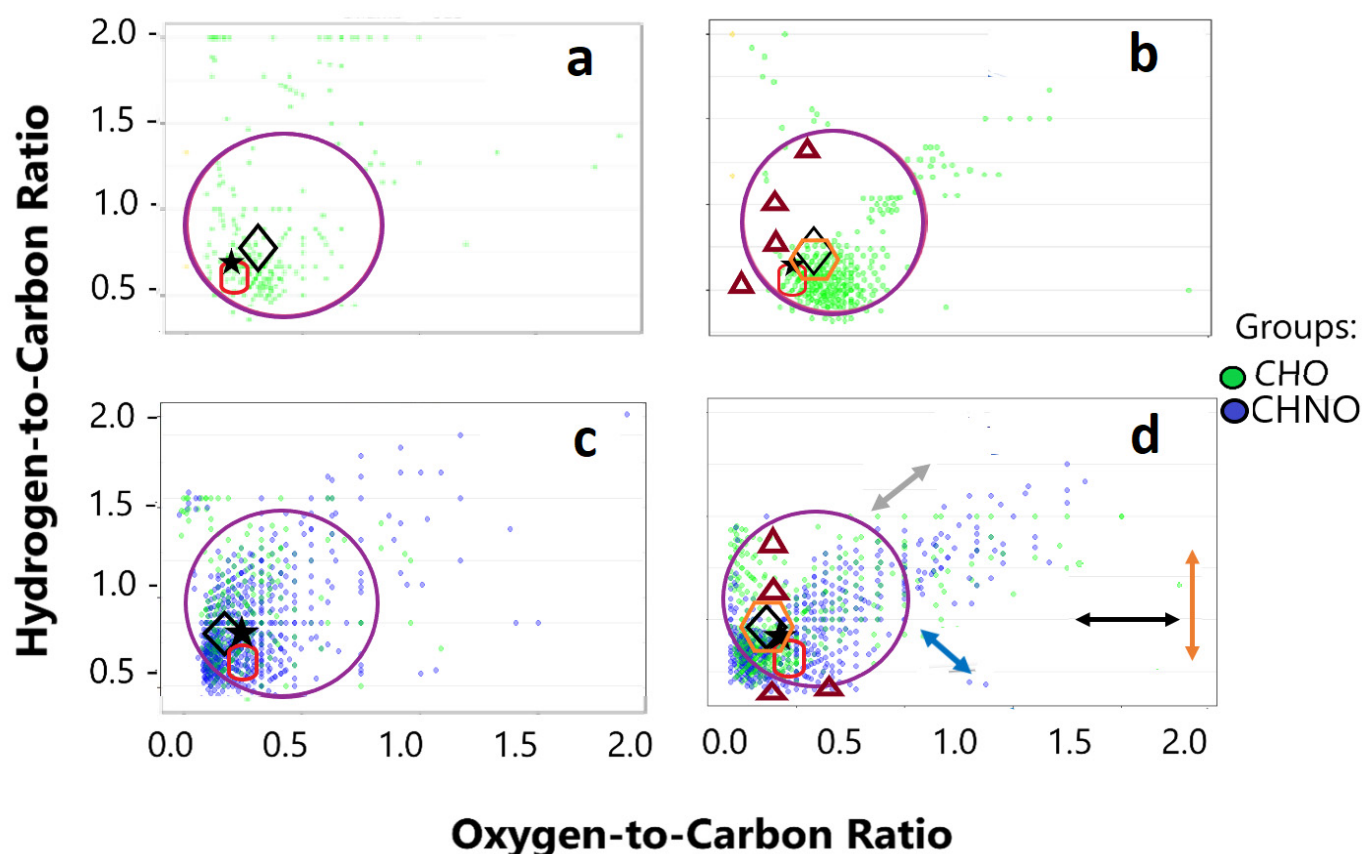 2.0 -
1.5 -
1.0 -
0.5 -
a
b
Hydrogen-to-Carbon Ratio
Groups:
CHO
CHNO
2.0 -
1.5 -
1.0 -
0.5 -
c
d
0.0 0.5 1.0 1.5 2.0
0.0 0.5 1.0 1.5 2.0
Oxygen-to-Carbon Ratio